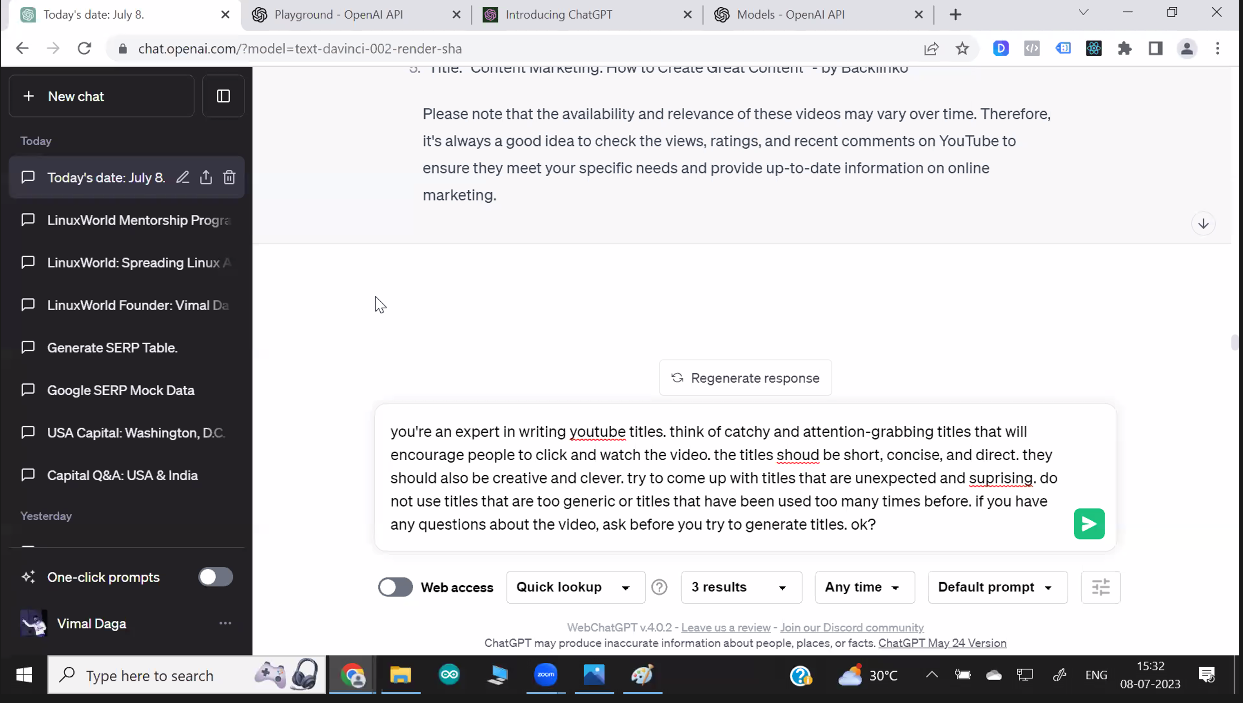 Today's date: July 8.
Playground - OpenAI API
Introducing ChatGPT
Models - OpenAI API
chat.openai.com/?model=text-davinci-002-render-sha
New chat
Today
Today's date: July 8.
LinuxWorld Mentorship Progra
LinuxWorld: Spreading Linux A
LinuxWorld Founder: Vimal Da
Generate SERP Table.
Google SERP Mock Data
USA Capital: Washington, D.C.
Capital Q&A: USA & India
Yesterday
One-click prompts
Vimal Daga
5. Title: "Content Marketing: How to Create Great Content" - by Backlinko
Please note that the availability and relevance of these videos may vary over time. Therefore,
it's always a good idea to check the views, ratings, and recent comments on YouTube to
ensure they meet your specific needs and provide up-to-date information on online
marketing.
Regenerate response
you're an expert in writing youtube titles. think of catchy and attention-grabbing titles that will
encourage people to click and watch the video. the titles shoud be short, concise, and direct. they
should also be creative and clever. try to come up with titles that are unexpected and suprising. do
not use titles that are too generic or titles that have been used too many times before. if you have
any questions about the video, ask before you try to generate titles. ok?
Web access
Quick lookup
3 results
Any time
Default prompt
WebChatGPT v.4.0.2 - Leave us a review - Join our Discord community
ChatGPT may produce inaccurate information about people, places, or facts. ChatGPT May 24 Version
Type here to search
zoom
30°C
ENG
15:32
08-07-2023